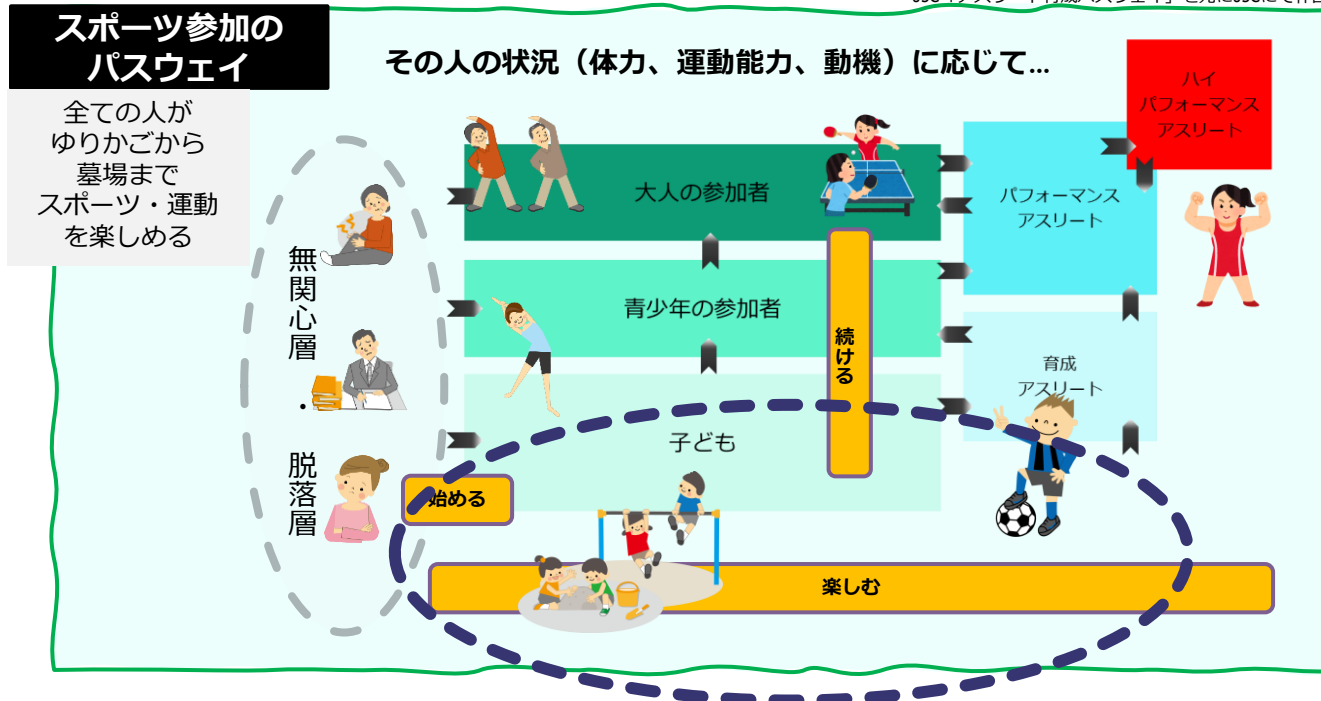 スポーツ参加の
パスウェイ
全ての人が
ゆりかごから
墓場まで
スポーツ・運動
を楽しめる
その人の状況（体力、運動能力、動機）に応じて…
無関心層
・
脱落層
大人の参加者
青少年の参加者
子ども
始める
続ける
楽しむ
パフォーマンス
アスリート
育成
アスリート
ハイ
パフォーマンス
アスリート